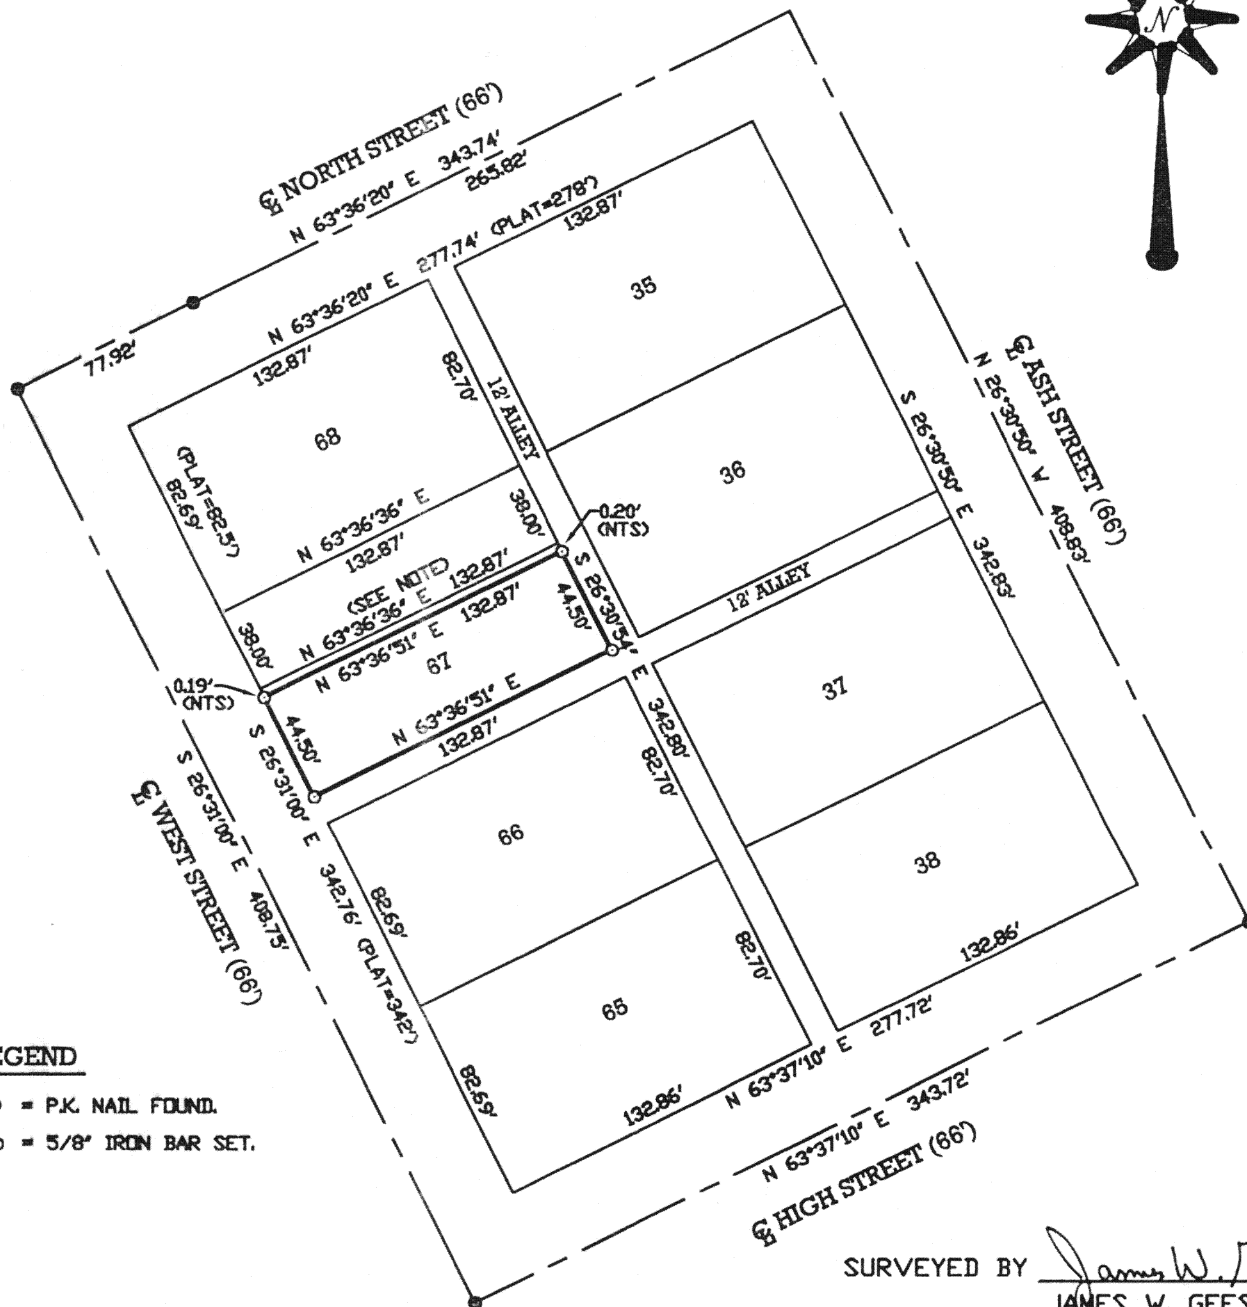 N
℄ NORTH STREET (66')
N 63°36'20" E 343.74'
265.82'
77.92'
N 63°36'20" E 277.74' (PLAT=278')
132.87'
132.87'
35
82.70'
12' ALLEY
68
(PLAT=82.5')
82.69'
36
℄ ASH STREET (66')
N 26°30'50" W 408.83'
S 26°30'50" E 342.83'
N 63°36'36" E
132.87'
38.00'
0.20'
(NTS)
(SEE NOTE)
N 63°36'36" E 132.87'
N 63°36'51" E 132.87'
67
44.50'
S 26°30'54" E 342.80'
12' ALLEY
38.00'
0.19'
(NTS)
44.50'
N 63°36'51" E
132.87'
37
S 26°31'00" E 342.76' (PLAT=342')
S 26°31'00" E 408.75'
℄ WEST STREET (66')
82.70'
66
82.69'
38
82.70'
65
82.69'
132.86'
132.86'
N 63°37'10" E 277.72'
N 63°37'10" E 343.72'
℄ HIGH STREET (66')
EGEND
= P.K. NAIL FOUND.
= 5/8" IRON BAR SET.
SURVEYED BY James W.
JAMES W. GEES